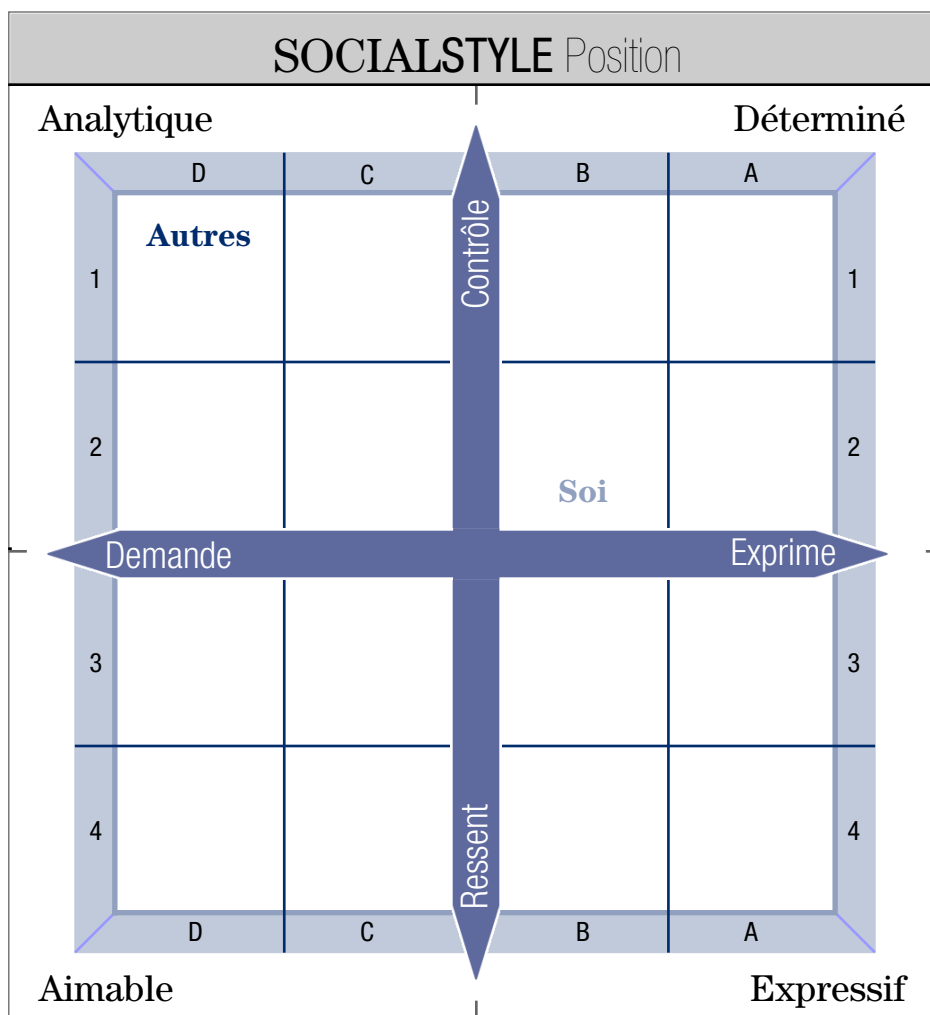 SOCIALSTYLE Position
Analytique
Déterminé
D C B A
Autres
Contrôle
1 1
2 2
Soi
Demande
Exprime
3 3
Ressent
4 4
D C B A
Aimable
Expressif